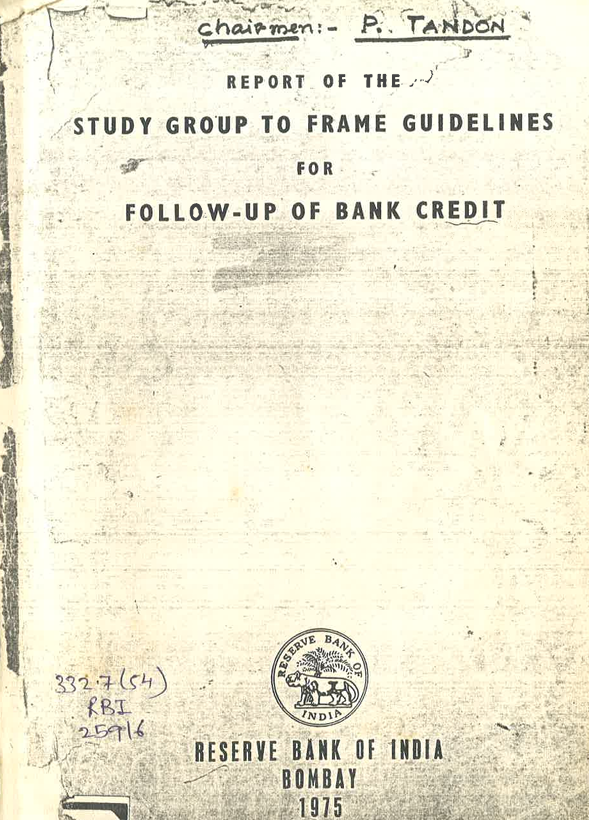 chairmen:- P. TANDON
REPORT OF THE
STUDY GROUP TO FRAME GUIDELINES
FOR
FOLLOW-UP OF BANK CREDIT
RESERVE BANK OF
INDIA
332.7(54)
RBI
25916
RESERVE BANK OF INDIA
BOMBAY
1975